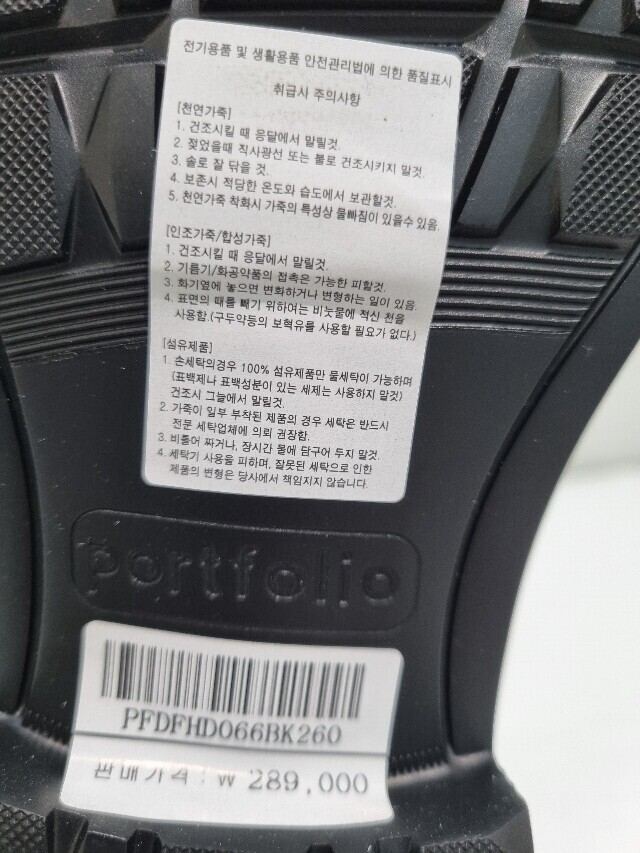 전기용품 및 생활용품 안전관리법에 의한 품질표시
취급시 주의사항
[천연가죽]
1. 건조시킬 때 응달에서 말릴것.
2. 젖었을때 직사광선 또는 불로 건조시키지 말것.
3. 솔로 잘 닦을 것.
4. 보존시 적당한 온도와 습도에서 보관할것.
5. 천연가죽 착화시 가죽의 특성상 물빠짐이 있을수 있음.
[인조가죽/합성가죽]
1. 건조시킬 때 응달에서 말릴것.
2. 기름기/화공약품의 접촉은 가능한 피할것.
3. 화기옆에 놓으면 변화하거나 변형하는 일이 있음.
4. 표면의 때를 빼기 위하여는 비눗물에 적신 천을
사용함.(구두약등의 보혁유를 사용할 필요가 없다.)
[섬유제품]
1. 손세탁의경우 100% 섬유제품만 물세탁이 가능하며
(표백제나 표백성분이 있는 세제는 사용하지 말것)
건조시 그늘에서 말릴것.
2. 가죽이 일부 부착된 제품의 경우 세탁은 반드시
전문 세탁업체에 의뢰 권장함.
3. 비틀어 짜거나, 장시간 물에 담구어 두지 말것.
4. 세탁기 사용을 피하며, 잘못된 세탁으로 인한
제품의 변형은 당사에서 책임지지 않습니다.
portfolio
PFDFHD066BK260
판매가격 : ₩ 289,000